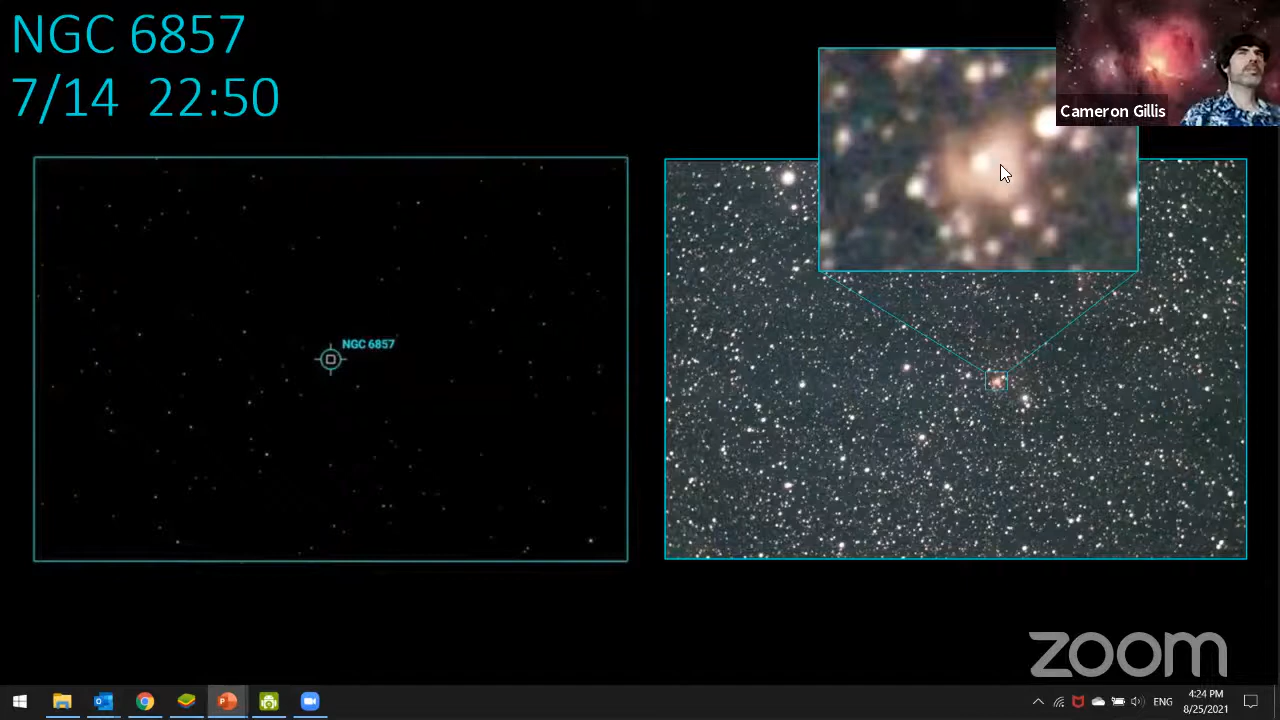 NGC 6857
7/14 22:50
Cameron Gillis
NGC 6857
zoom
ENG
4:24 PM
8/25/2021